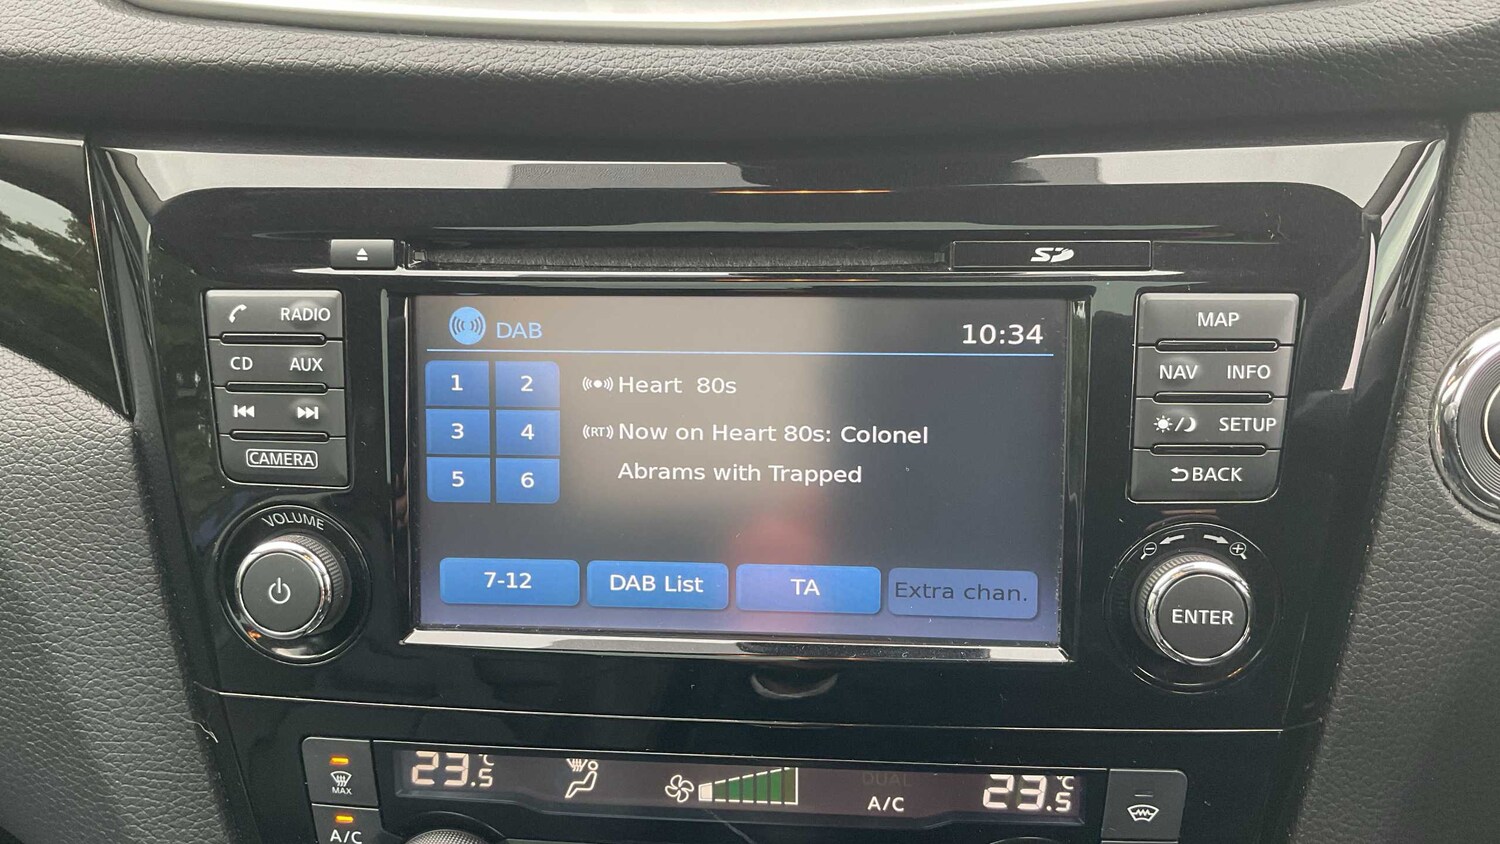 SD
RADIO
CD AUX
CAMERA
VOLUME
DAB 10:34
1 2
3 4
5 6
Heart 80s
(RT) Now on Heart 80s: Colonel
Abrams with Trapped
7-12 DAB List TA Extra chan.
MAP
NAV INFO
SETUP
BACK
ENTER
MAX
A/C
23.5°C
DUAL
A/C
23.5°C